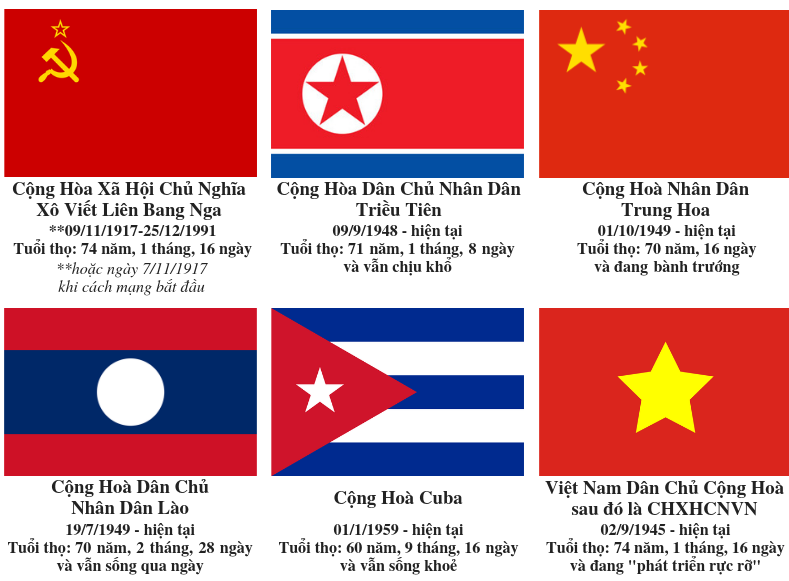 Cộng Hòa Xã Hội Chủ Nghĩa
Xô Viết Liên Bang Nga
**09/11/1917-25/12/1991
Tuổi thọ: 74 năm, 1 tháng, 16 ngày
**hoặc ngày 7/11/1917
khi cách mạng bắt đầu
Cộng Hòa Dân Chủ Nhân Dân
Triều Tiên
09/9/1948 - hiện tại
Tuổi thọ: 71 năm, 1 tháng, 8 ngày
và vẫn chịu khổ
Cộng Hoà Nhân Dân
Trung Hoa
01/10/1949 - hiện tại
Tuổi thọ: 70 năm, 16 ngày
và đang bành trướng
Cộng Hoà Dân Chủ
Nhân Dân Lào
19/7/1949 - hiện tại
Tuổi thọ: 70 năm, 2 tháng, 28 ngày
và vẫn sống qua ngày
Cộng Hoà Cuba
01/1/1959 - hiện tại
Tuổi thọ: 60 năm, 9 tháng, 16 ngày
và vẫn sống khoẻ
Việt Nam Dân Chủ Cộng Hoà
sau đó là CHXHCNVN
02/9/1945 - hiện tại
Tuổi thọ: 74 năm, 1 tháng, 16 ngày
và đang "phát triển rực rỡ"